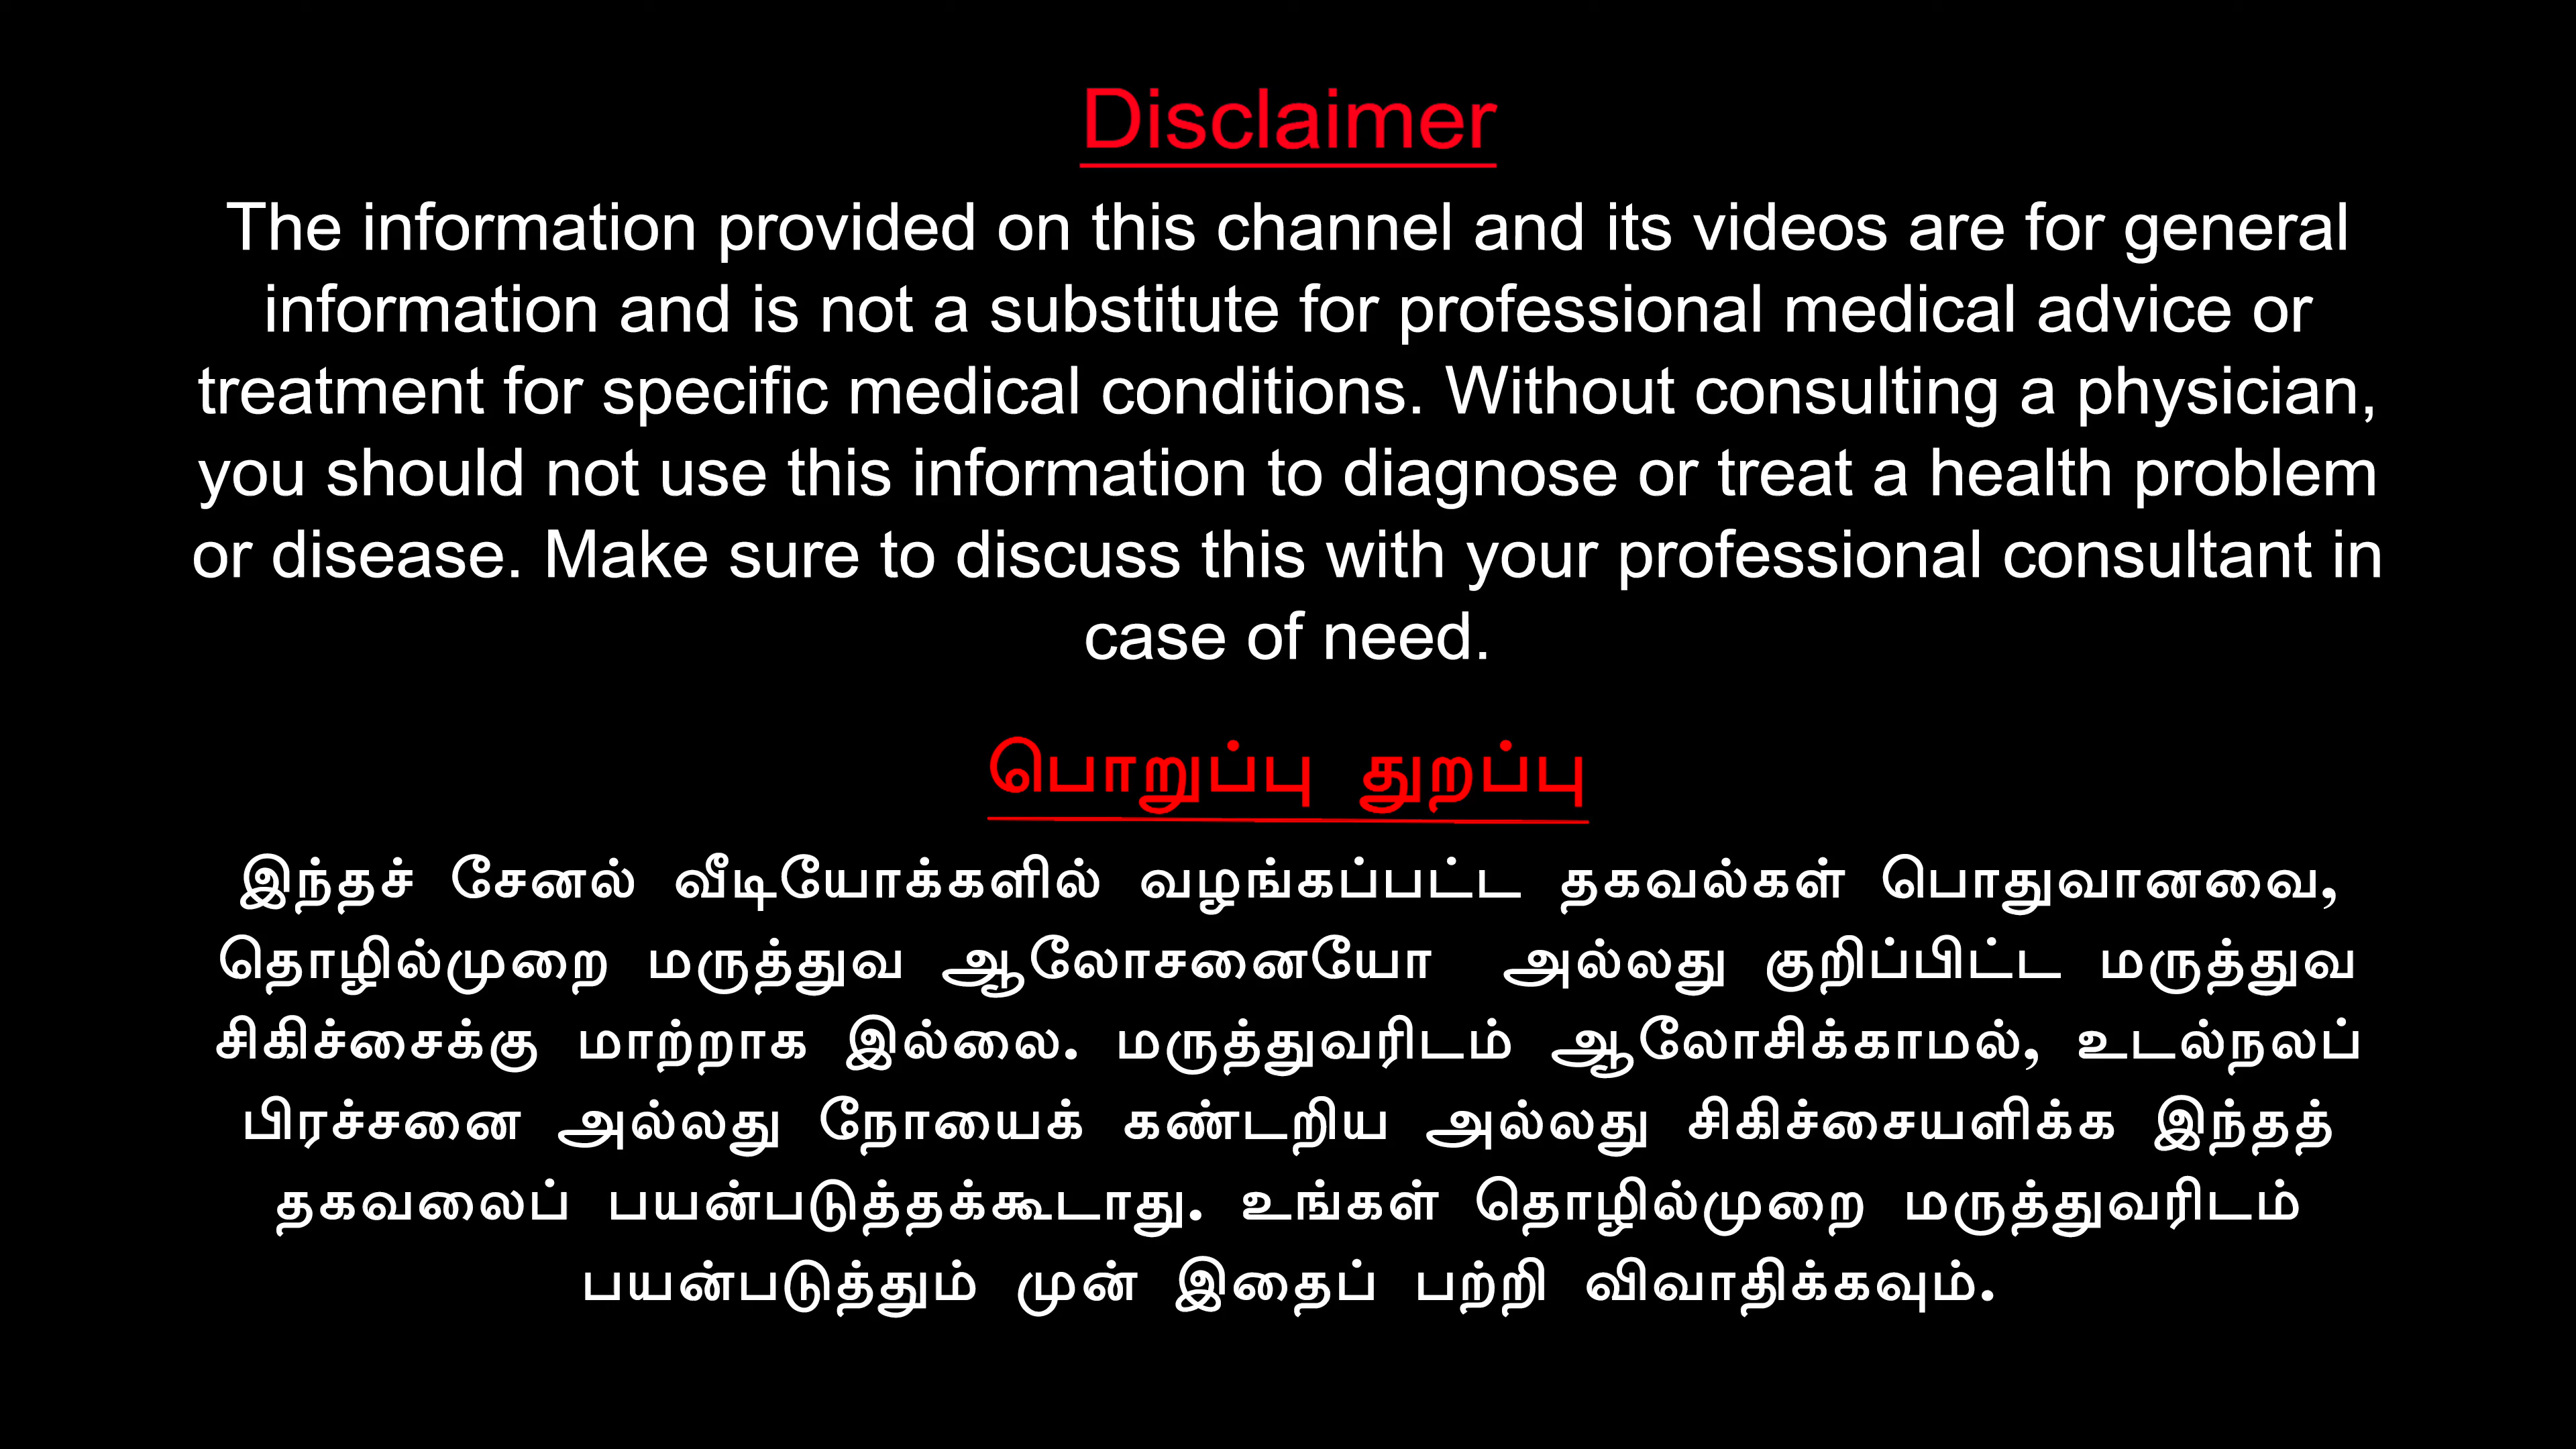 Disclaimer
The information provided on this channel and its videos are for general
information and is not a substitute for professional medical advice or
treatment for specific medical conditions. Without consulting a physician,
you should not use this information to diagnose or treat a health problem
or disease. Make sure to discuss this with your professional consultant in
case of need.
பொறுப்பு துறப்பு
இந்தச் சேனல் வீடியோக்களில் வழங்கப்பட்ட தகவல்கள் பொதுவானவை,
தொழில்முறை மருத்துவ ஆலோசனையோ அல்லது குறிப்பிட்ட மருத்துவ
சிகிச்சைக்கு மாற்றாக இல்லை. மருத்துவரிடம் ஆலோசிக்காமல், உடல்நலப்
பிரச்சனை அல்லது நோயைக் கண்டறிய அல்லது சிகிச்சையளிக்க இந்தத்
தகவலைப் பயன்படுத்தக்கூடாது. உங்கள் தொழில்முறை மருத்துவரிடம்
பயன்படுத்தும் முன் இதைப் பற்றி விவாதிக்கவும்.